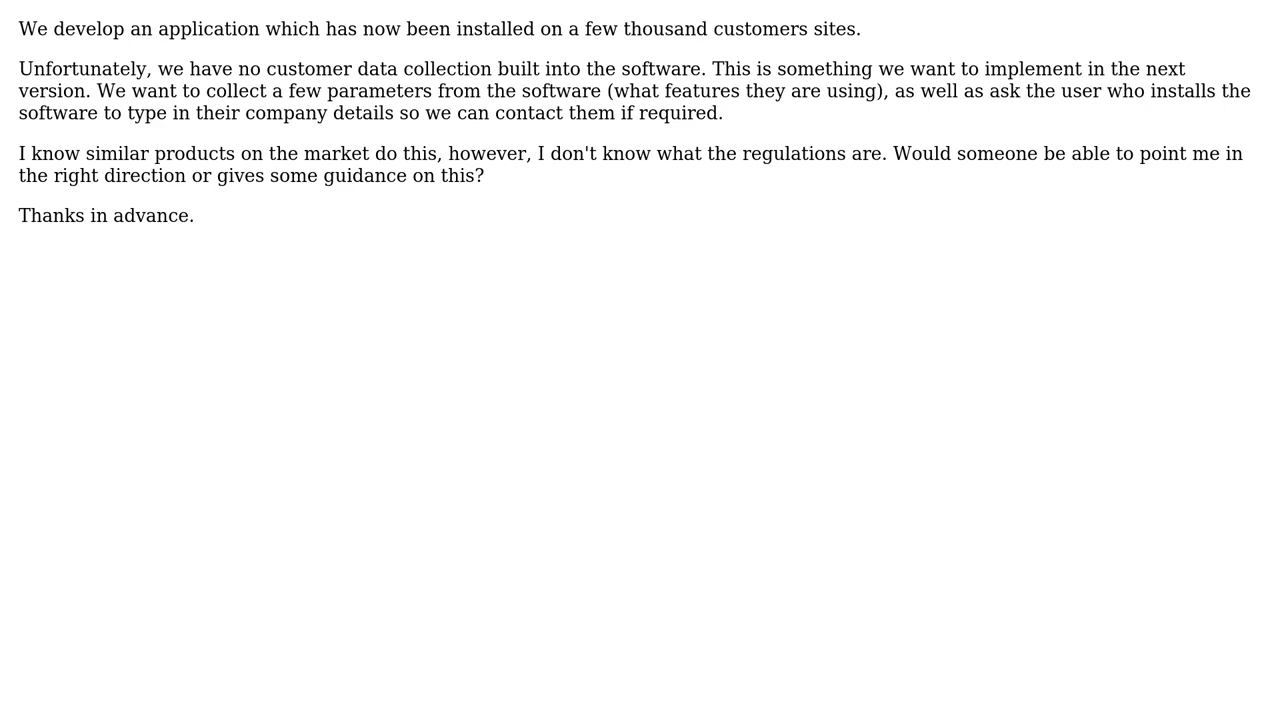 We develop an application which has now been installed on a few thousand customers sites.
Unfortunately, we have no customer data collection built into the software. This is something we want to implement in the next
version. We want to collect a few parameters from the software (what features they are using), as well as ask the user who installs the
software to type in their company details so we can contact them if required.
I know similar products on the market do this, however, I don't know what the regulations are. Would someone be able to point me in
the right direction or gives some guidance on this?
Thanks in advance.